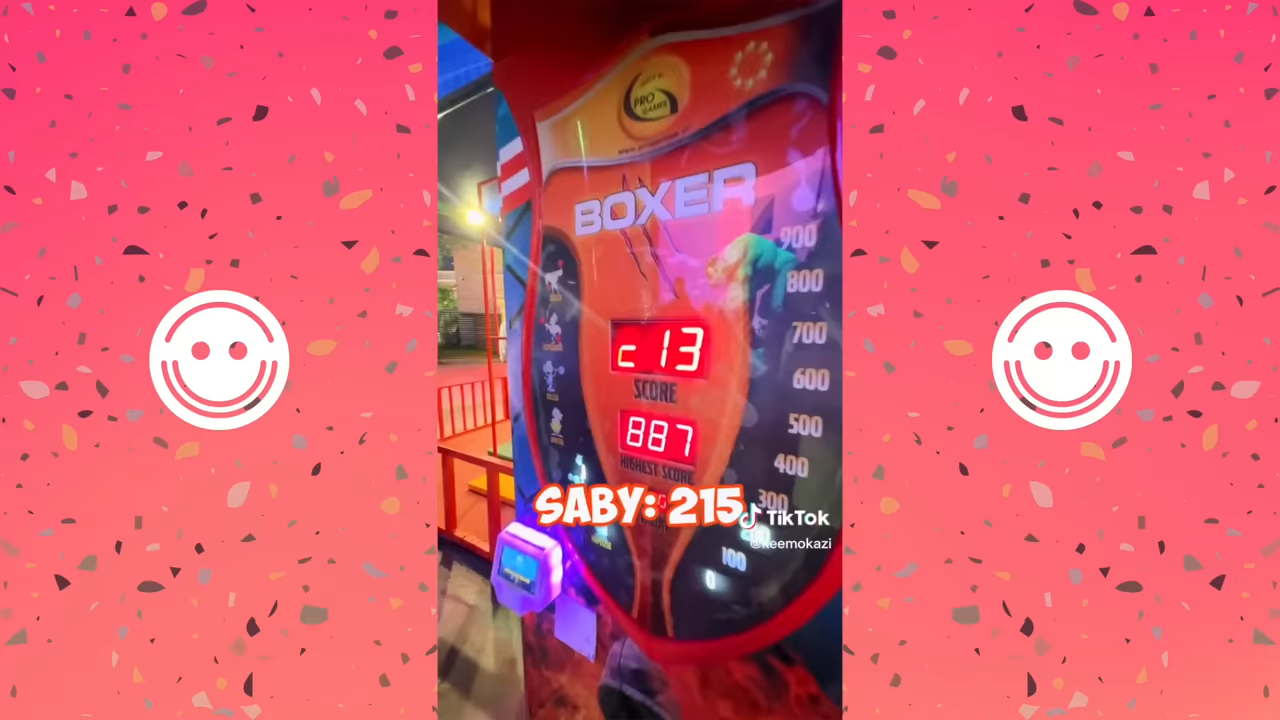 PRO
GAMES
BOXER
900
800
c 13
700
SCORE
600
887
500
HIGHEST SCORE
400
SABY: 215
300
TikTok
@keemokazi
100
0